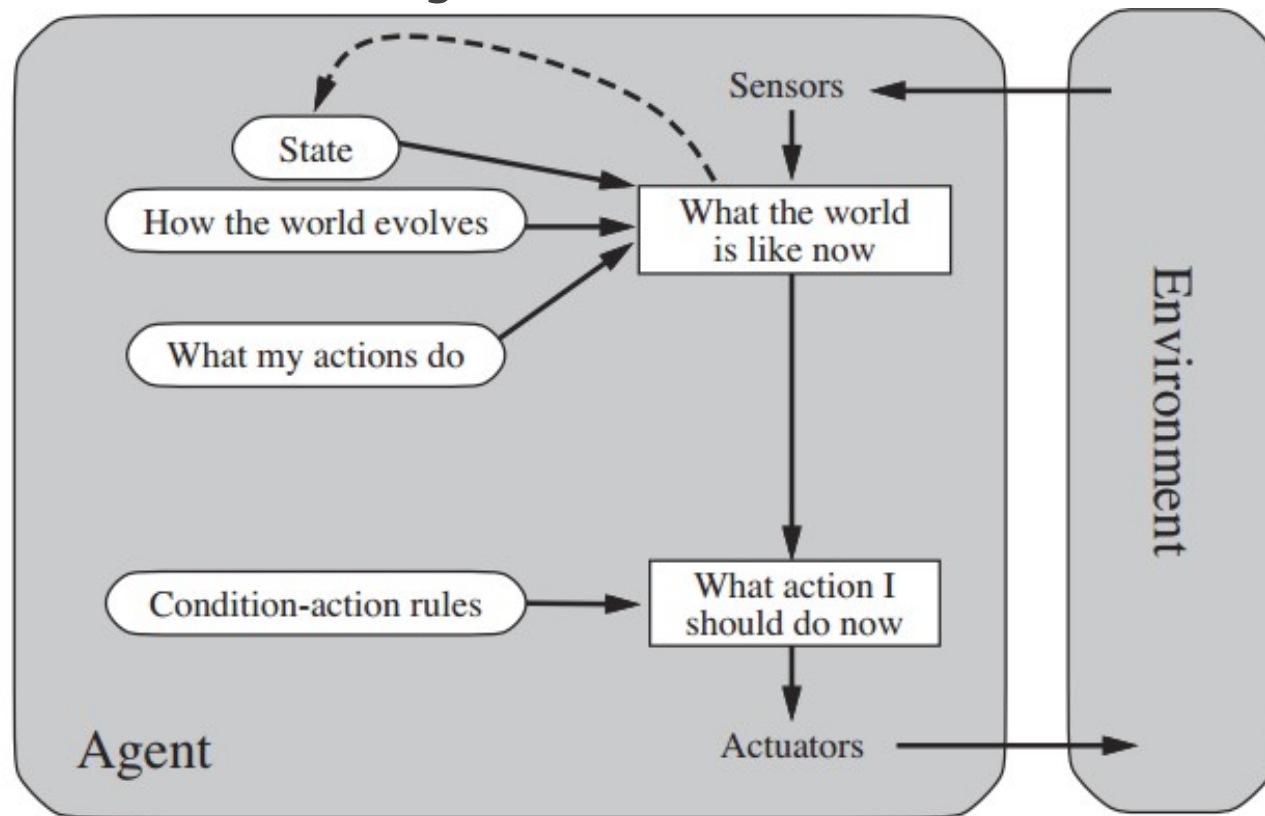 Sensors
State
How the world evolves
What the world
is like now
What my actions do
Environment
Condition-action rules
What action I
should do now
Agent
Actuators